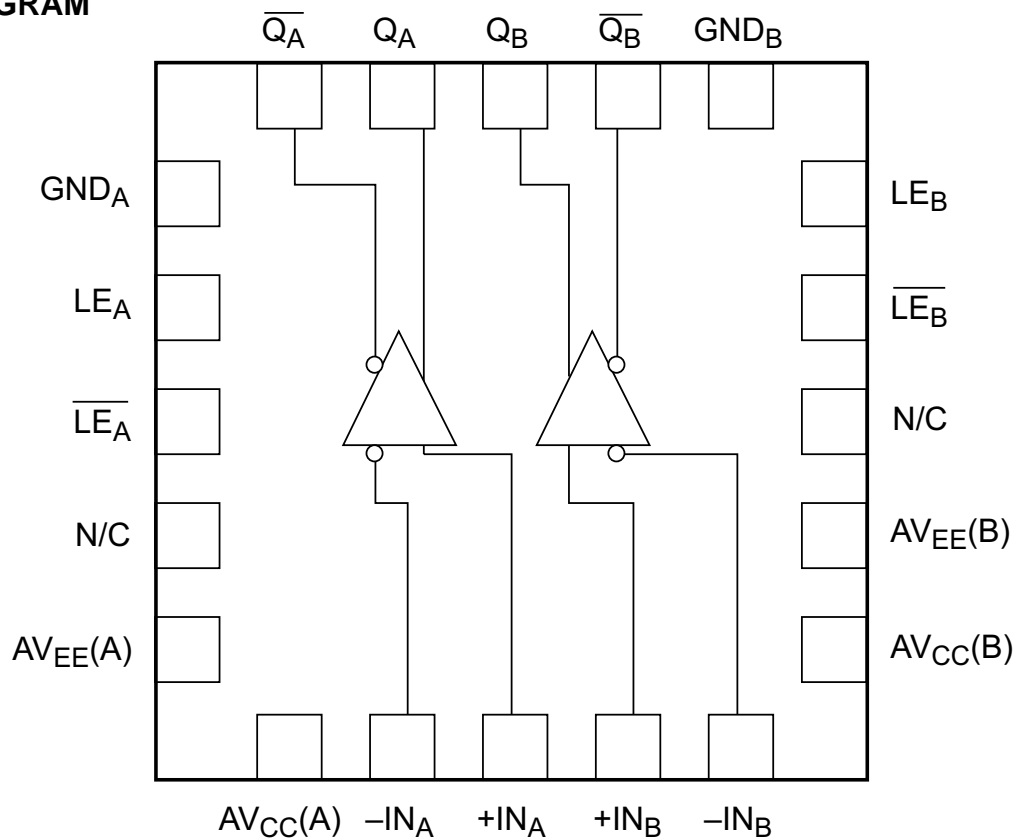 GRAM
Q̅A̅ QA QB Q̅B̅ GNDB
GNDA
LEB
LEA
L̅E̅B̅
L̅E̅A̅
N/C
N/C
AVEE(B)
AVEE(A)
AVCC(B)
AVCC(A) –INA +INA +INB –INB